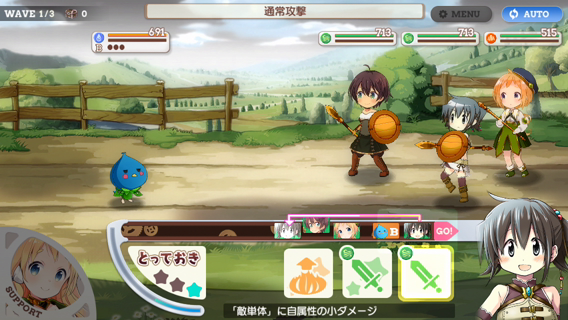 WAVE 1/3
0
通常攻撃
MENU
AUTO
691
B
713
713
515
B
GO!
とっておき
SUPPORT
「敵単体」に自属性の小ダメージ